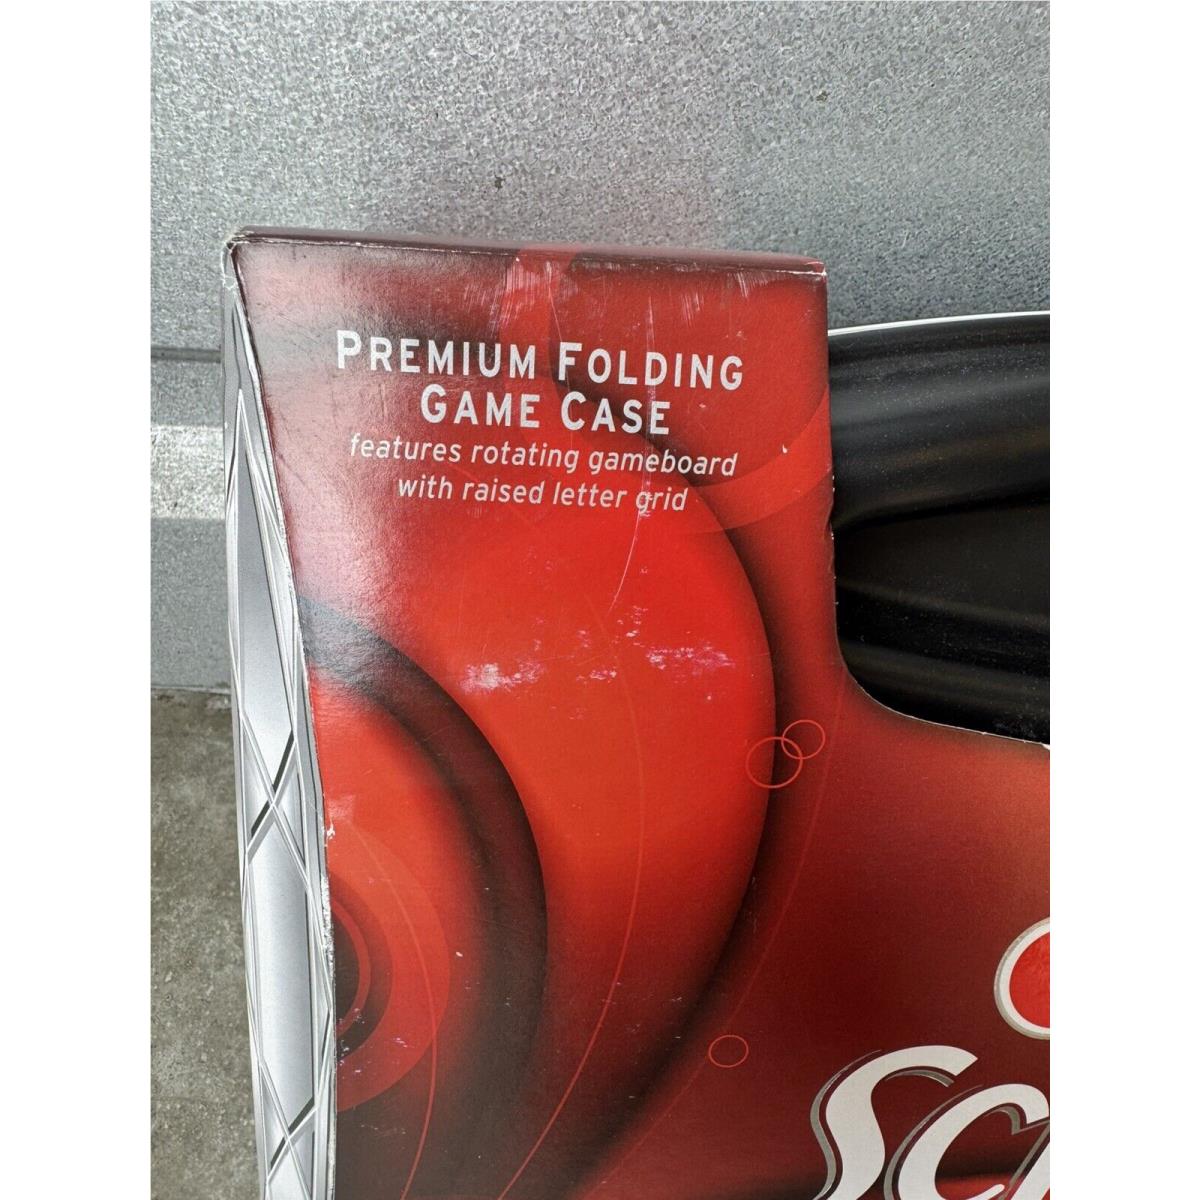 PREMIUM FOLDING
GAME CASE
features rotating gameboard
with raised letter grid